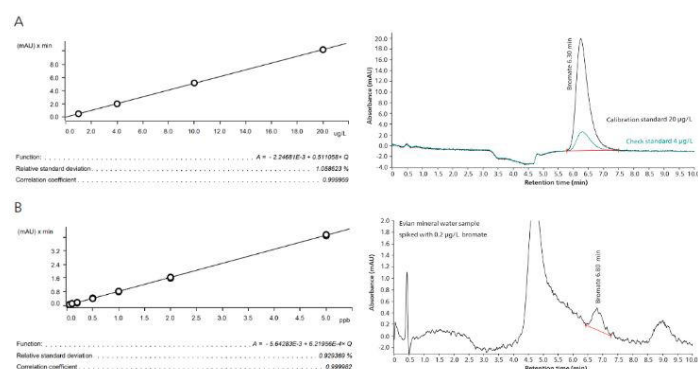 A
(mAU) x min
8.0
6.0
4.0
2.0
0.0
0.0 2.0 4.0 6.0 8.0 10.0 12.0 14.0 16.0 18.0 20.0
ug/L
Function: A = - 2.24681E-3 + 0.511058× Q
Relative standard deviation 1.058623 %
Correlation coefficient 0.999959
Absorbance (mAU)
20.0
18.0
16.0
14.0
12.0
10.0
8.0
6.0
4.0
2.0
0.0
-2.0
-4.0
Bromate 6.30 min
Calibration standard 20 µg/L
Check standard 4 µg/L
0 0.5 1.0 1.5 2.0 2.5 3.0 3.5 4.0 4.5 5.0 5.5 6.0 6.5 7.0 7.5 8.0 8.5 9.0 9.5 10.0
Retention time (min)
B
(mAU) x min
3.2
2.4
1.6
0.8
0.0
0.0 0.5 1.0 1.5 2.0 2.5 3.0 3.5 4.0 4.5 5.0
ppb
Function:
Relative standard deviation 0.925369 %
Correlation coefficient 0.999982
Absorbance (mAU)
2.0
1.8
1.6
1.4
1.2
1.0
0.8
0.6
0.4
0.2
0.0
-0.2
-0.4
Evian mineral water sample
spiked with 0.2 µg/L bromate
Bromate 6.80 min
0 0.5 1.0 1.5 2.0 2.5 3.0 3.5 4.0 4.5 5.0 5.5 6.0 6.5 7.0 7.5 8.0 8.5 9.0 9.5 10.0
Retention time (min)